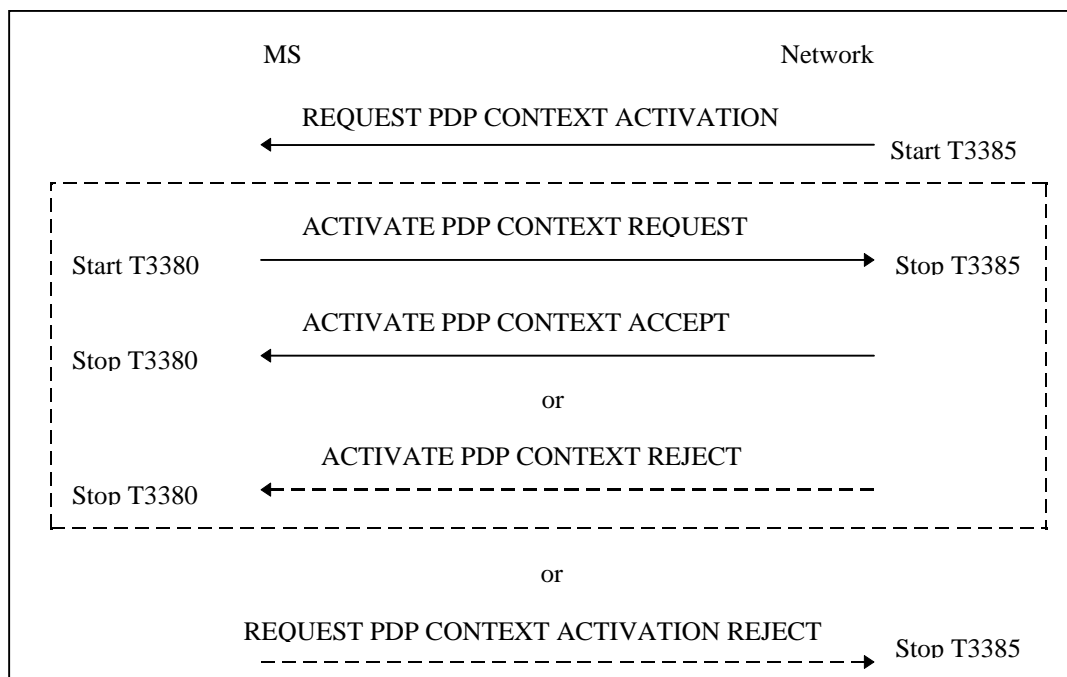 MS Network
REQUEST PDP CONTEXT ACTIVATION
Start T3385
ACTIVATE PDP CONTEXT REQUEST
Start T3380 Stop T3385
ACTIVATE PDP CONTEXT ACCEPT
Stop T3380
or
ACTIVATE PDP CONTEXT REJECT
Stop T3380
or
REQUEST PDP CONTEXT ACTIVATION REJECT
Stop T3385